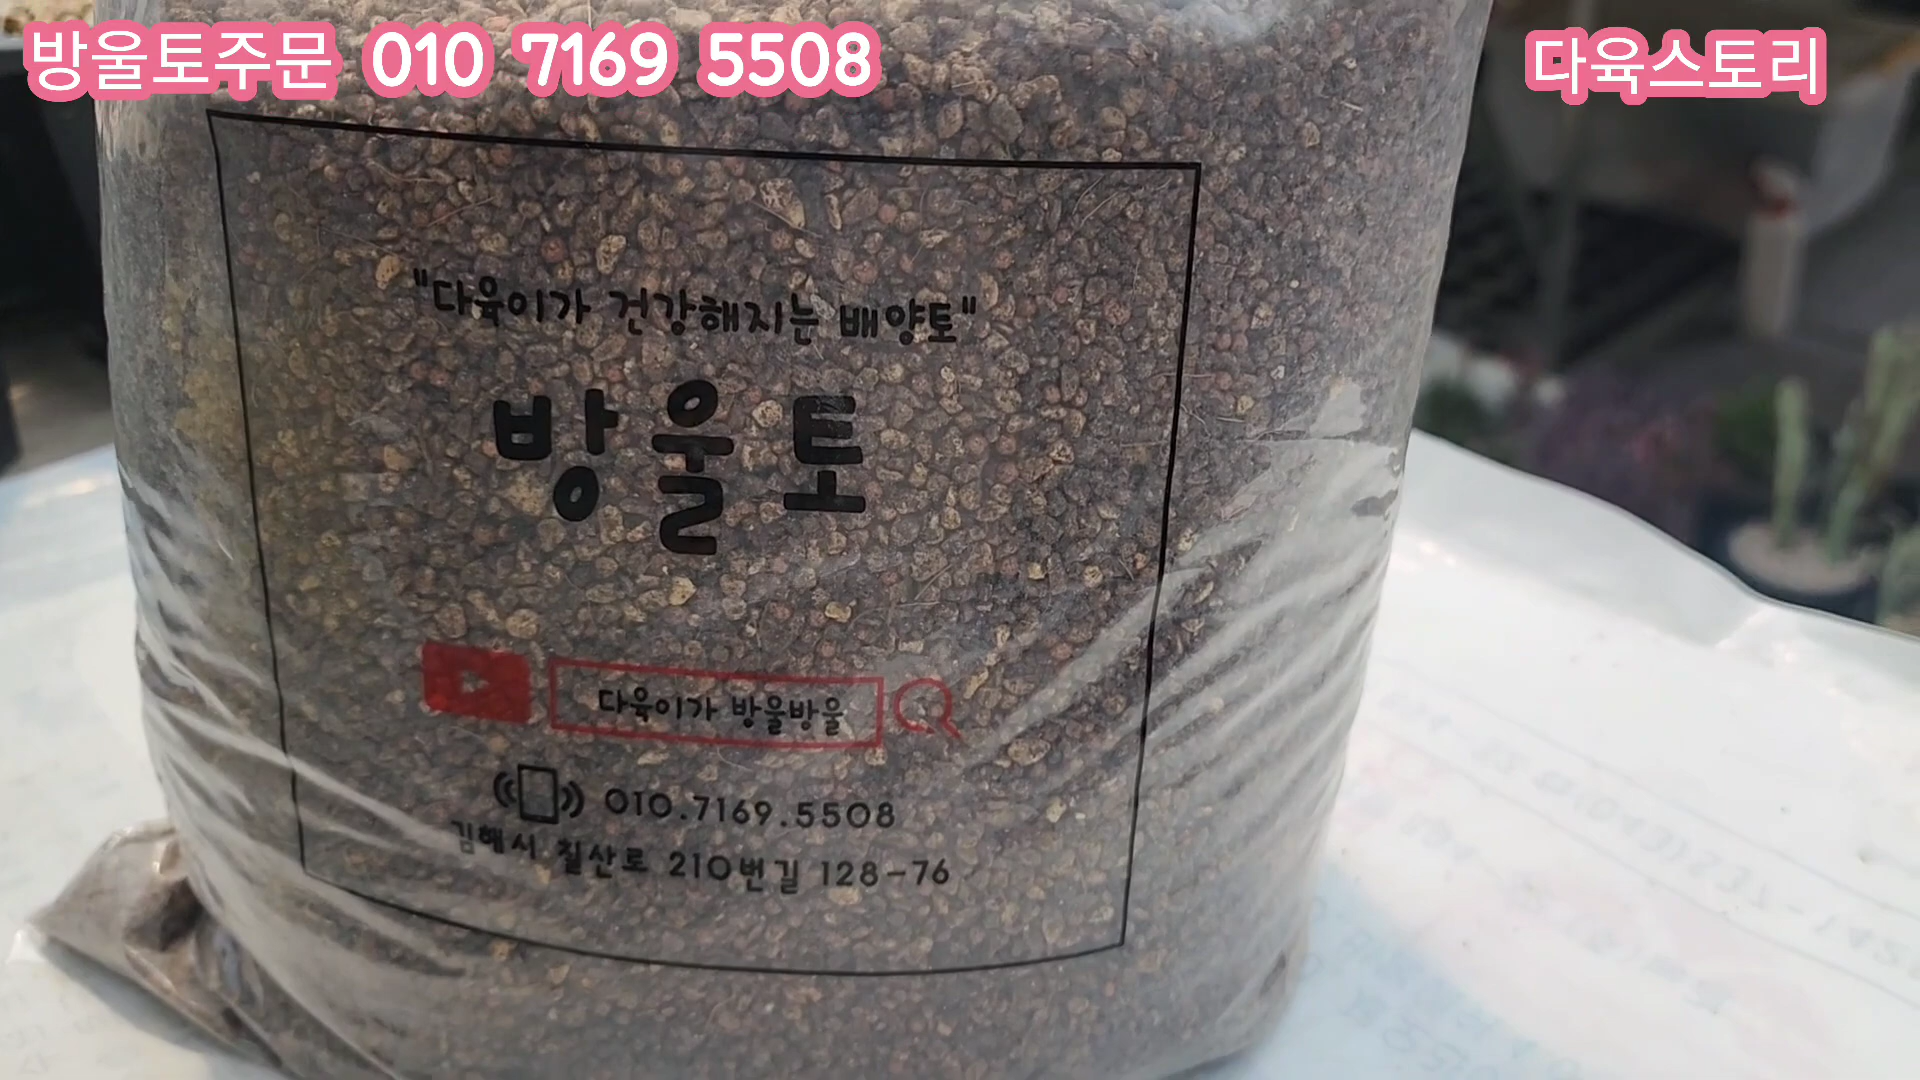 방울토주문 010 7169 5508
다육스토리
"다육이가 건강해지는 배양토"
방울토
다육이가 방울방울
010.7169.5508
김해시 칠산로 210번길 128-76